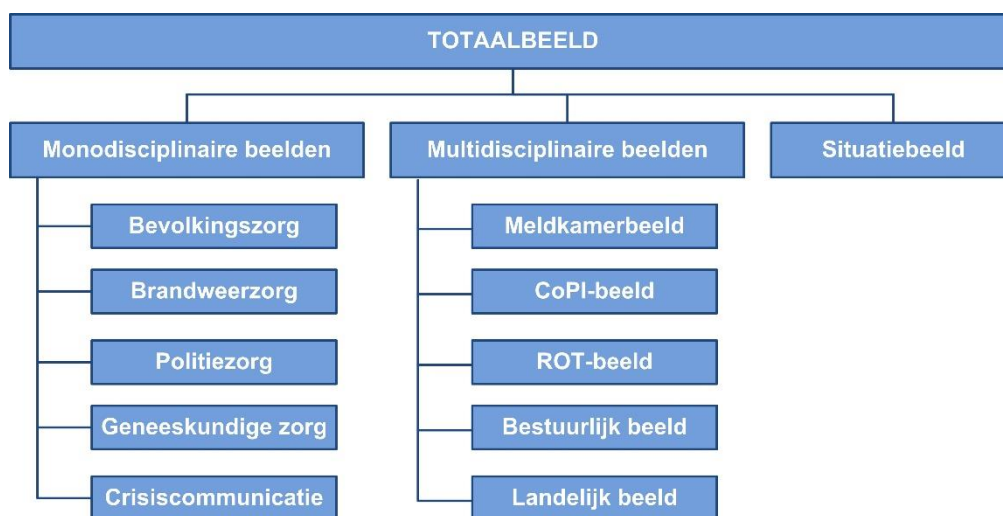 TOTAALBEELD
Monodisciplinaire beelden
Bevolkingszorg
Brandweerzorg
Politiezorg
Geneeskundige zorg
Crisiscommunicatie
Multidisciplinaire beelden
Meldkamerbeeld
CoPI-beeld
ROT-beeld
Bestuurlijk beeld
Landelijk beeld
Situatiebeeld